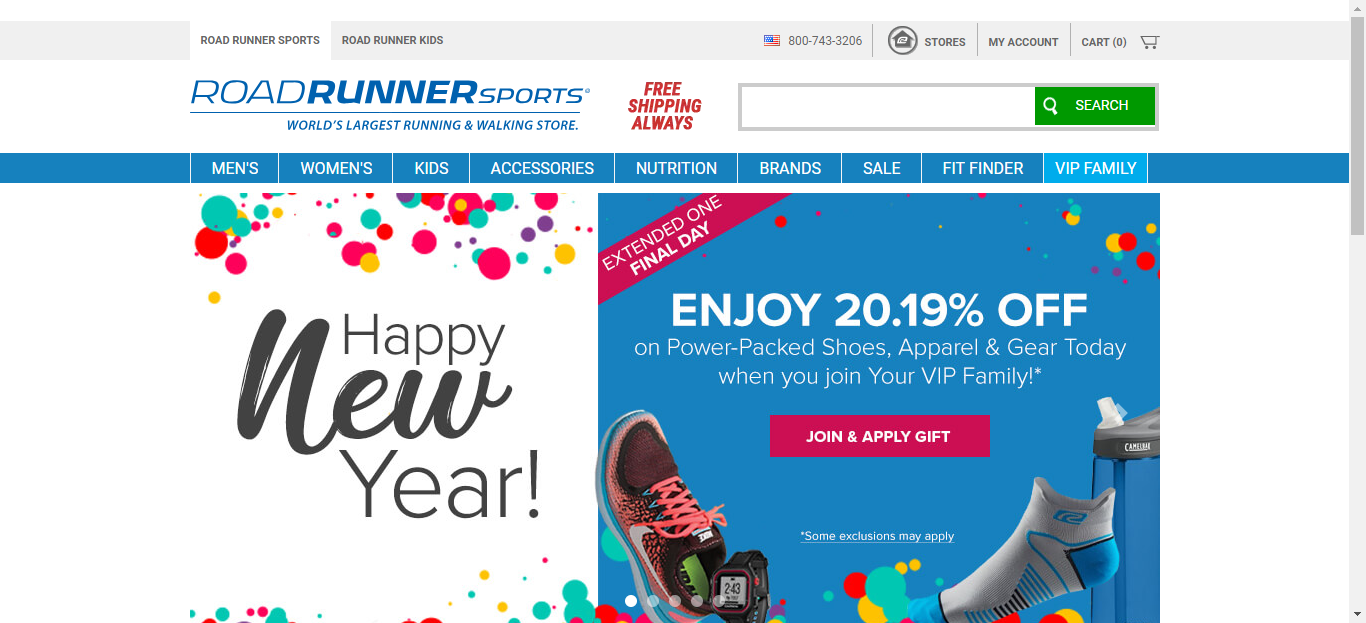 ROAD RUNNER SPORTS
ROAD RUNNER KIDS
800-743-3206
STORES
MY ACCOUNT
CART (0)
ROADRUNNERSPORTS®
WORLD'S LARGEST RUNNING & WALKING STORE.
FREE
SHIPPING
ALWAYS
SEARCH
MEN'S
WOMEN'S
KIDS
ACCESSORIES
NUTRITION
BRANDS
SALE
FIT FINDER
VIP FAMILY
Happy
New
Year!
EXTENDED ONE
FINAL DAY
ENJOY 20.19% OFF
on Power-Packed Shoes, Apparel & Gear Today
when you join Your VIP Family!*
JOIN & APPLY GIFT
*Some exclusions may apply
CAMELBAK
NIKE
2:43